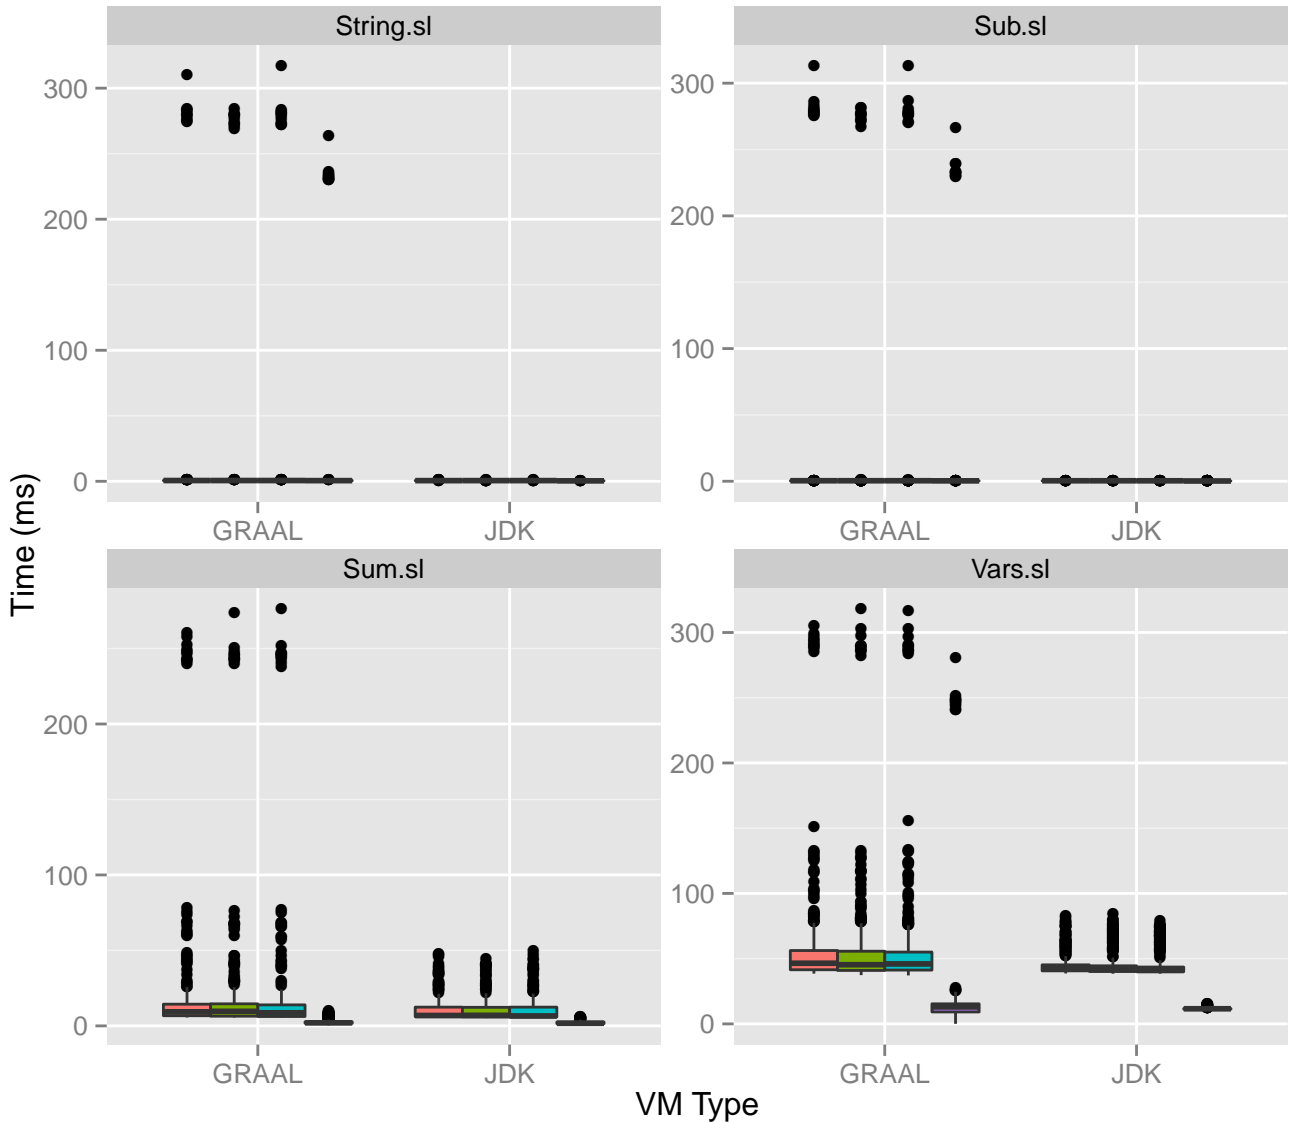 String.sl
Sub.sl
300
200
100
0
300
200
100
0
GRAAL
JDK
GRAAL
JDK
Time (ms)
Sum.sl
Vars.sl
200
100
0
300
200
100
0
GRAAL
JDK
GRAAL
JDK
VM Type